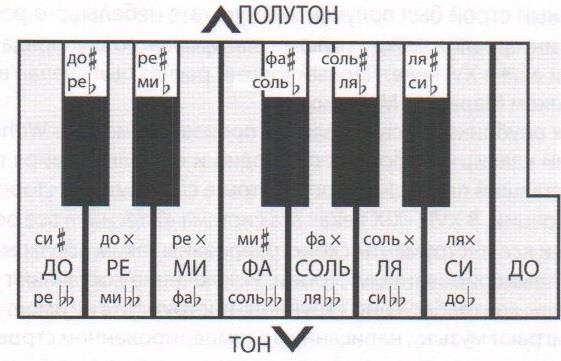 ПОЛУТОН
до♯ ре♯ фа♯ соль♯ ля♯
ре♭ ми♭ соль♭ ля♭ си♭
си♯ до× ре× ми♯ фа× соль× ля×
ДО РЕ МИ ФА СОЛЬ ЛЯ СИ ДО
ре♭♭ ми♭♭ фа♭ соль♭♭ ля♭♭ си♭♭ до♭
ТОН